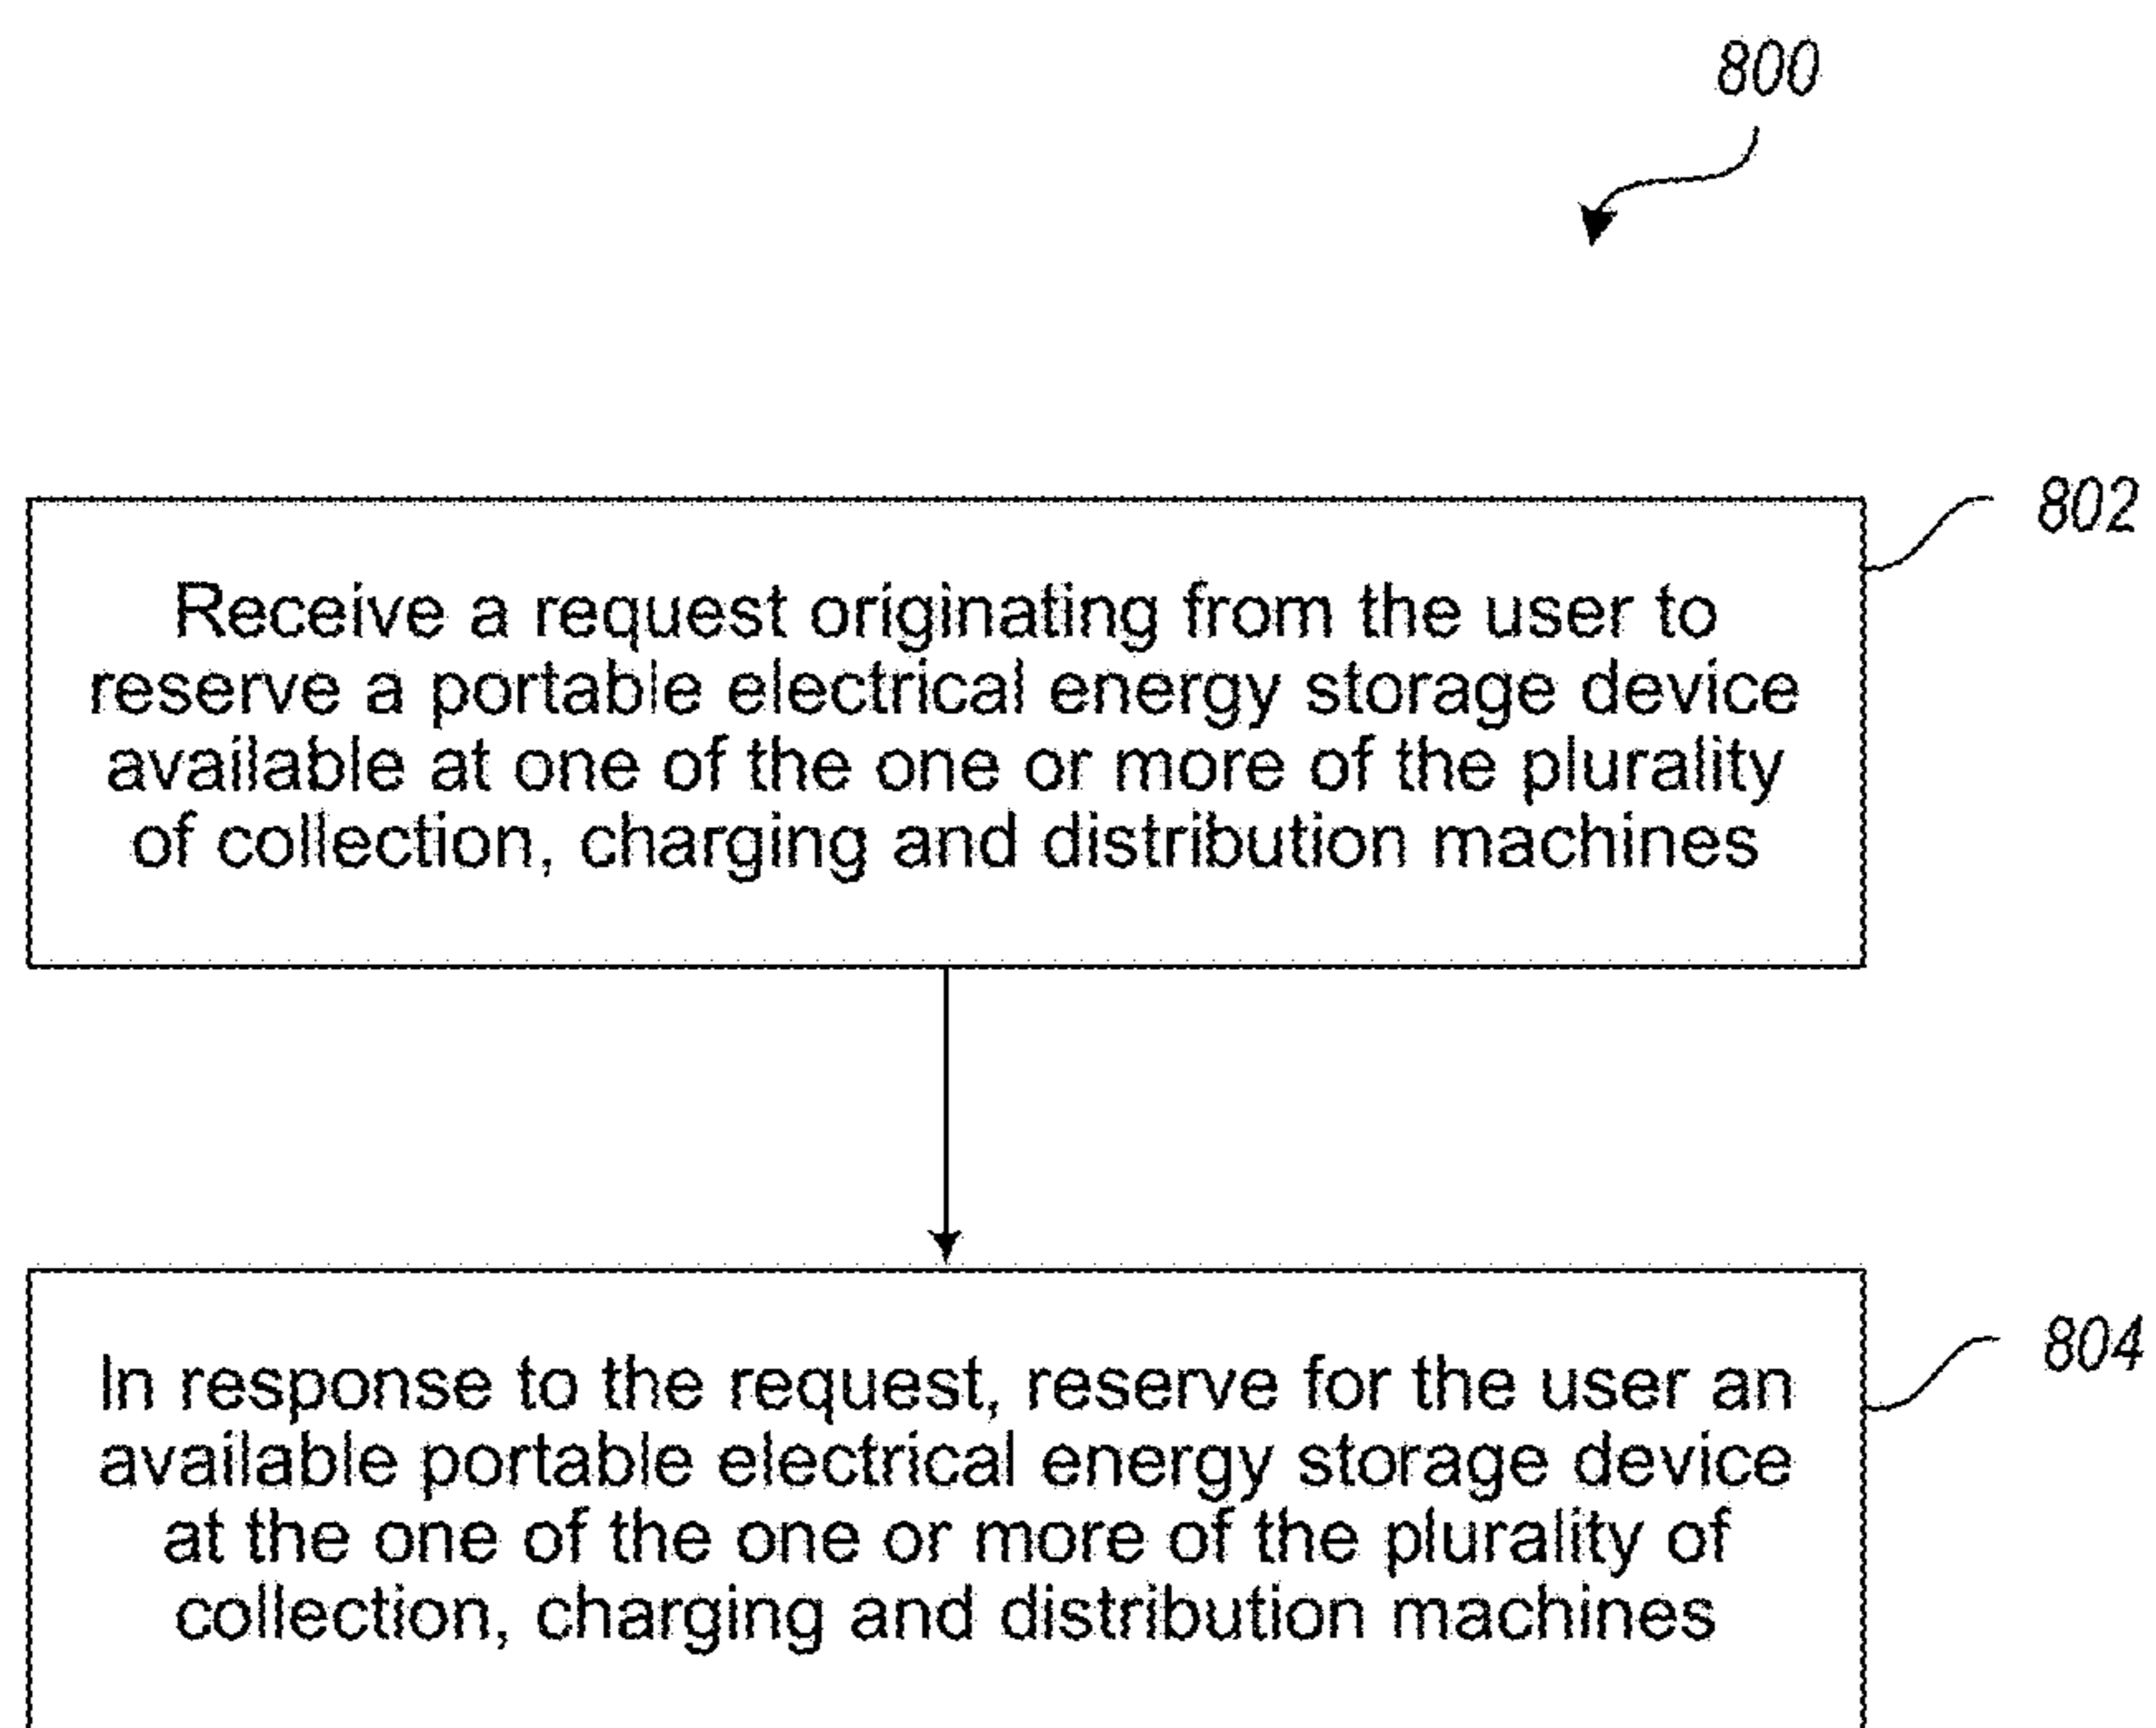 800
802
Receive a request originating from the user to
reserve a portable electrical energy storage device
available at one of the one or more of the plurality
of collection, charging and distribution machines
804
In response to the request, reserve for the user an
available portable electrical energy storage device
at the one of the one or more of the plurality of
collection, charging and distribution machines